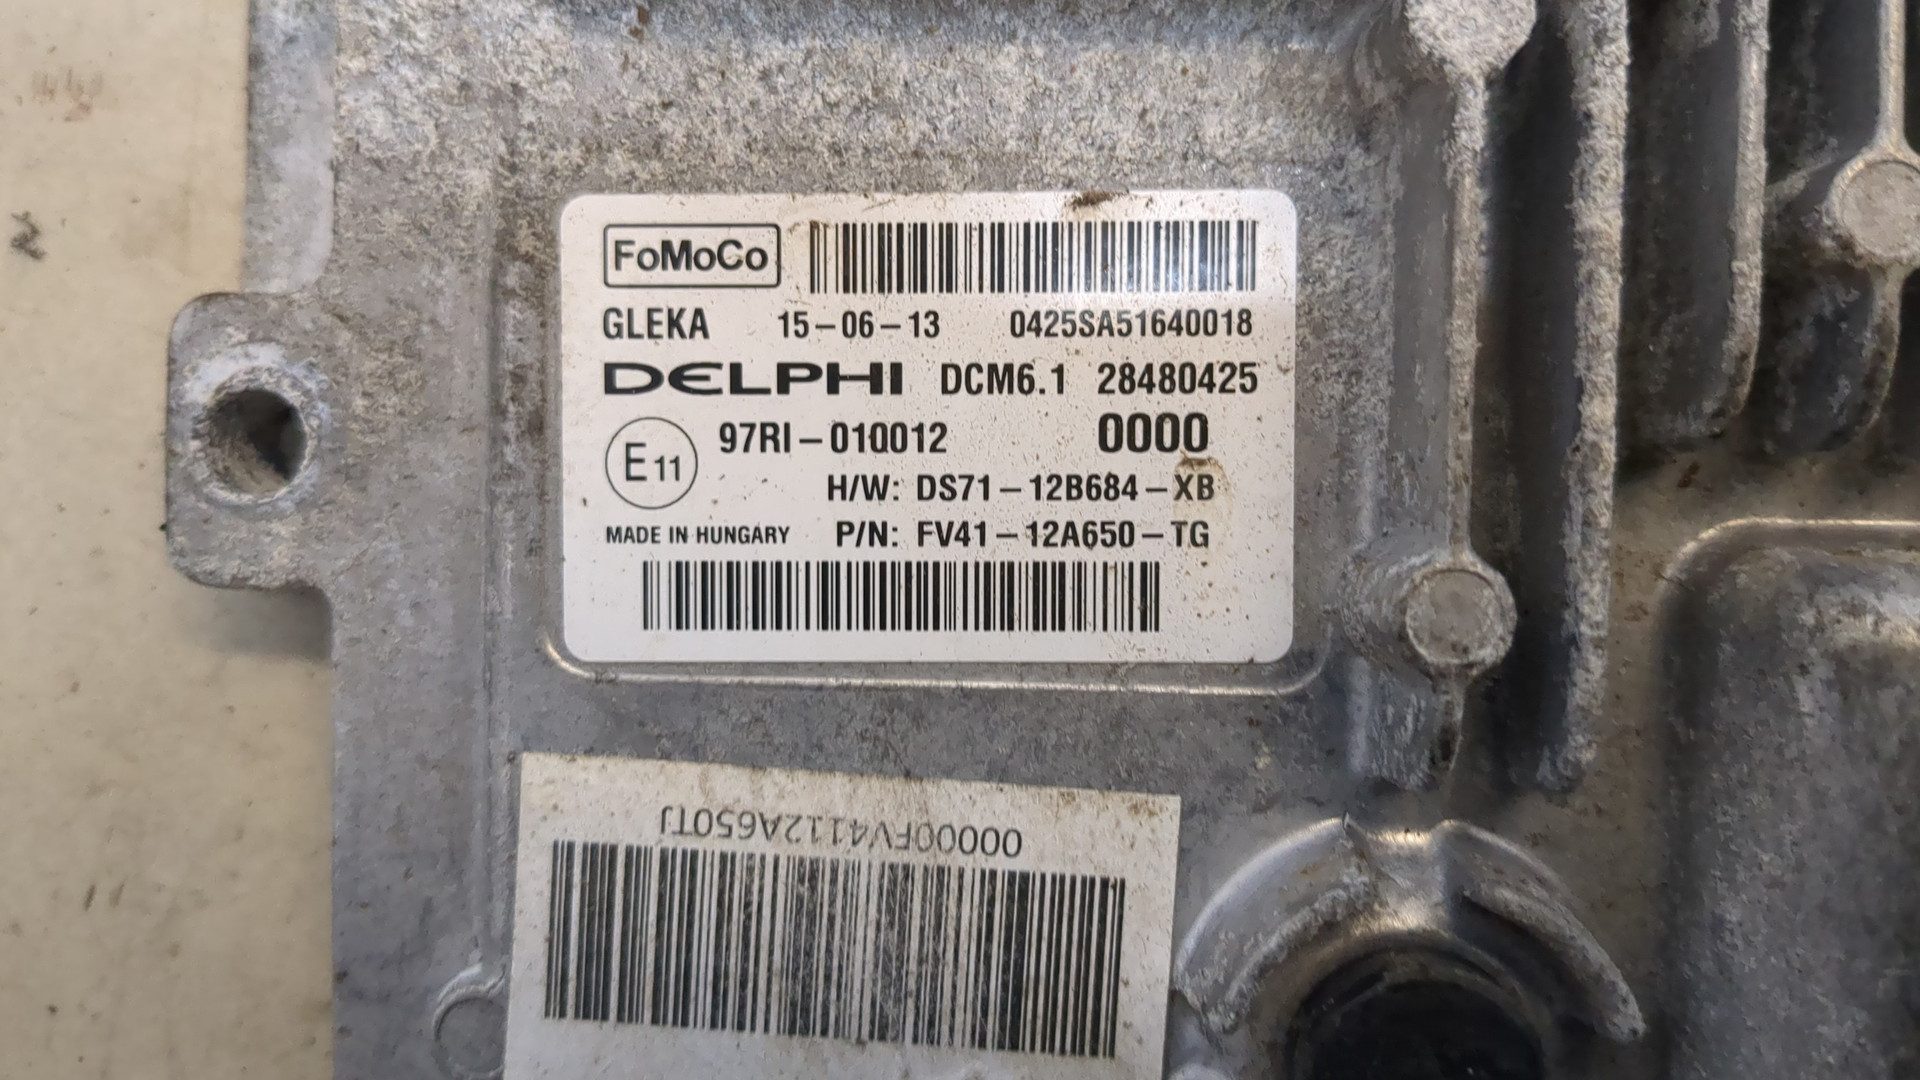 FoMoCo
GLEKA 15-06-13 0425SA51640018
DELPHI DCM6.1 28480425
E11 97RI-010012 0000
H/W: DS71-12B684-XB
MADE IN HUNGARY P/N: FV41-12A650-TG
00000FV4112A650TJ